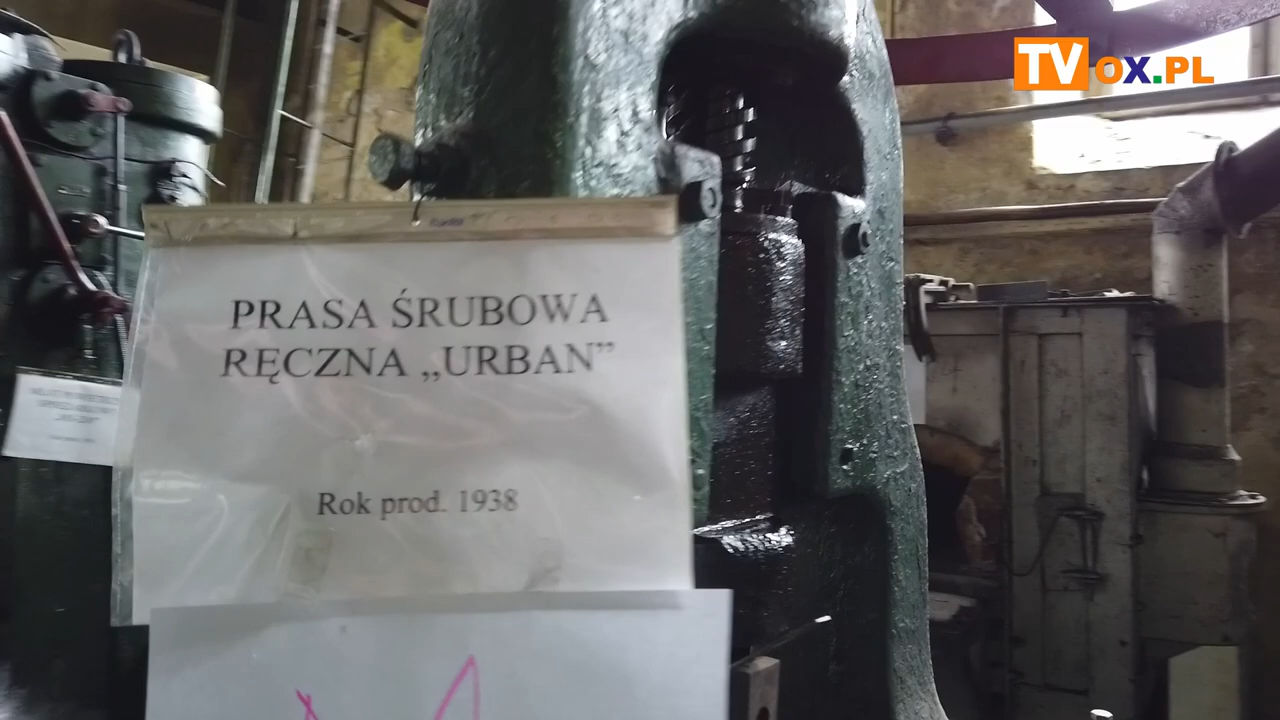 TVOX.PL
PRASA ŚRUBOWA
RĘCZNA „URBAN”
Rok prod. 1938